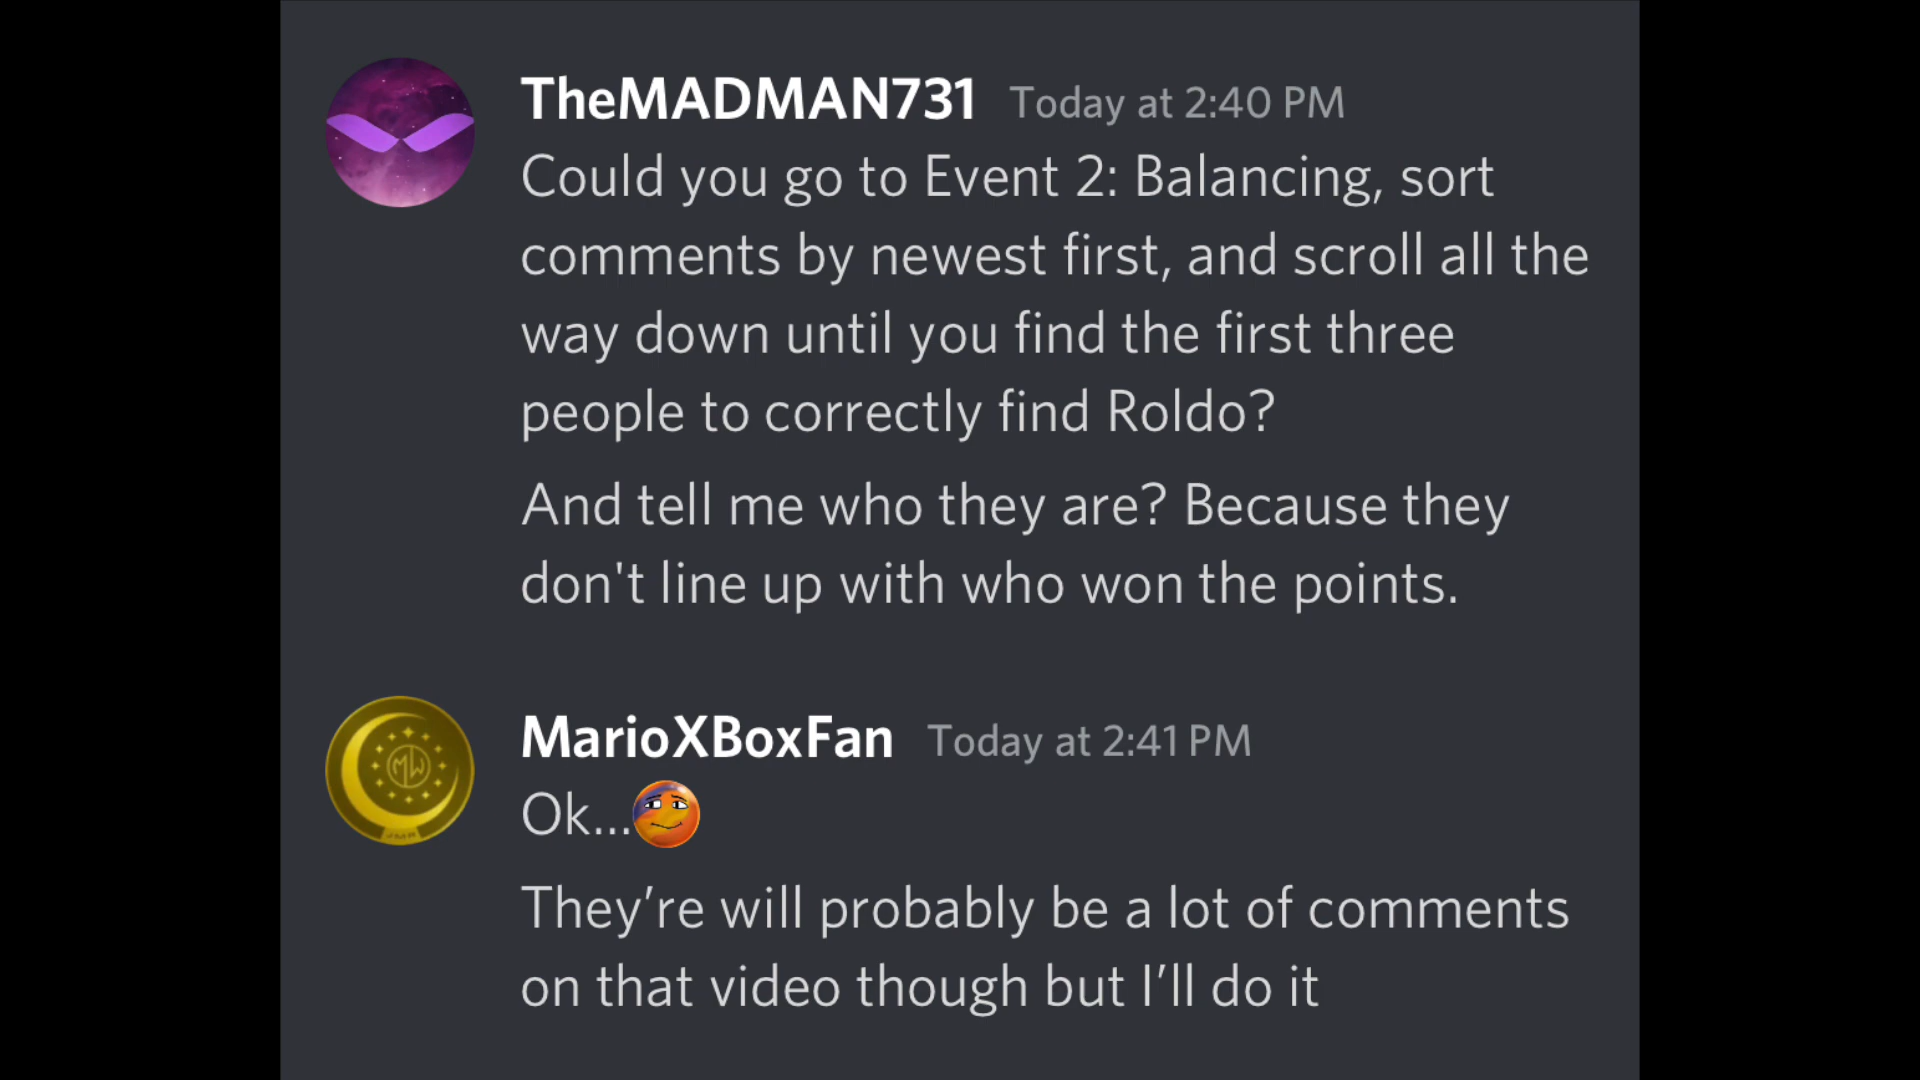 TheMADMAN731 Today at 2:40 PM
Could you go to Event 2: Balancing, sort
comments by newest first, and scroll all the
way down until you find the first three
people to correctly find Roldo?
And tell me who they are? Because they
don't line up with who won the points.
MW
MarioXBoxFan Today at 2:41 PM
Ok...
They’re will probably be a lot of comments
on that video though but I’ll do it